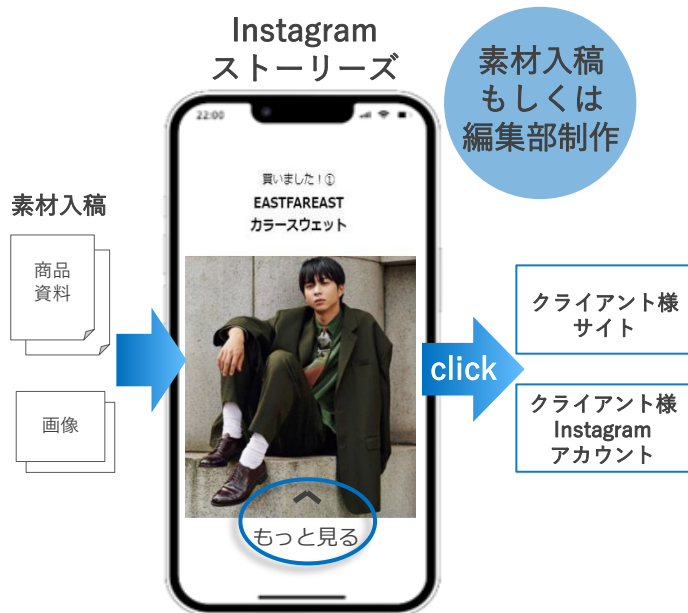 Instagram
ストーリーズ
素材入稿
もしくは
編集部制作
素材入稿
商品
資料
画像
22:00
買いました！①
EASTFAREAST
カラースウェット
もっと見る
click
クライアント様
サイト
クライアント様
Instagram
アカウント